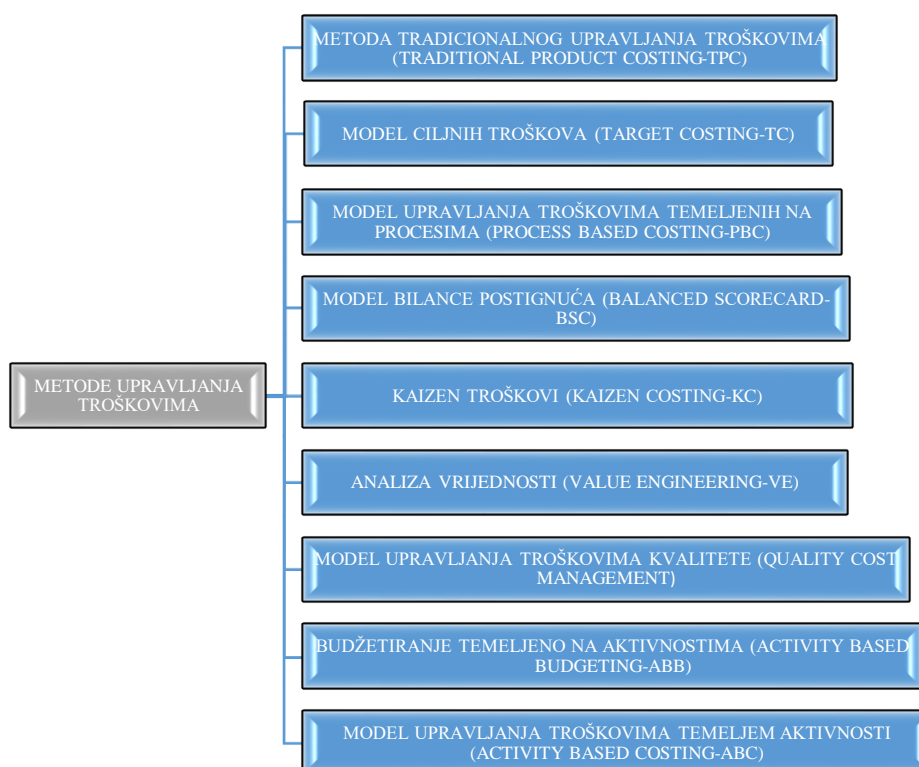 METODA TRADICIONALNOG UPRAVLJANJA TROŠKOVIMA
(TRADITIONAL PRODUCT COSTING-TPC)
MODEL CILJNIH TROŠKOVA (TARGET COSTING-TC)
MODEL UPRAVLJANJA TROŠKOVIMA TEMELJENIH NA
PROCESIMA (PROCESS BASED COSTING-PBC)
MODEL BILANCE POSTIGNUĆA (BALANCED SCORECARD-
BSC)
METODE UPRAVLJANJA
TROŠKOVIMA
KAIZEN TROŠKOVI (KAIZEN COSTING-KC)
ANALIZA VRIJEDNOSTI (VALUE ENGINEERING-VE)
MODEL UPRAVLJANJA TROŠKOVIMA KVALITETE (QUALITY COST
MANAGEMENT)
BUDŽETIRANJE TEMELJENO NA AKTIVNOSTIMA (ACTIVITY BASED
BUDGETING-ABB)
MODEL UPRAVLJANJA TROŠKOVIMA TEMELJEM AKTIVNOSTI
(ACTIVITY BASED COSTING-ABC)